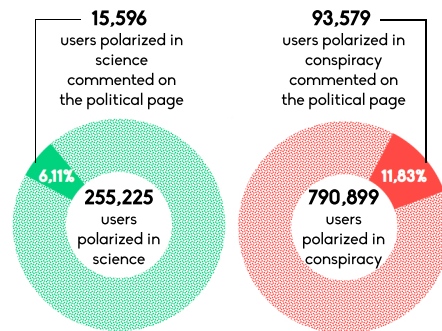 15,596
users polarized in
science
commented on
the political page
6,11%
255,225
users
polarized in
science
93,579
users polarized in
conspiracy
commented on
the political page
11,83%
790,899
users
polarized in
conspiracy